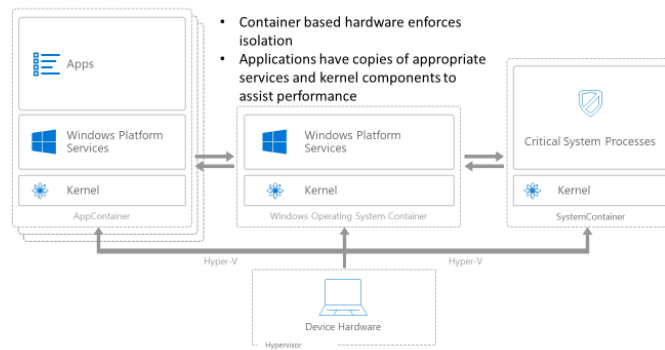 • Container based hardware enforces
isolation
• Applications have copies of appropriate
services and kernel components to
assist performance
Apps
Windows Platform
Services
Kernel
AppContainer
Windows Platform
Services
Kernel
Windows Operating System Container
Critical System Processes
Kernel
SystemContainer
Hyper-V
Hyper-V
Device Hardware
Hypervisor